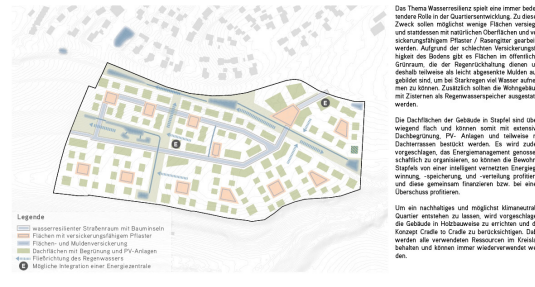 Das Thema Wasserresilienz spielt eine immer bede
tendere Rolle in der Quartiersentwicklung. Zu diese
Zweck sollen möglichst wenige Flächen versieg
und stattdessen mit natürlichen Oberflächen und ve
sickerungsfähigem Pflaster / Rasengitter gearbei
werden. Aufgrund der schlechten Versickerungsf
higkeit des Bodens gibt es Flächen im öffentlich
Grünraum, die der Regenrückhaltung dienen u
deshalb teilweise als leicht abgesenkte Mulden au
gebildet sind, um bei Starkregen viel Wasser aufne
men zu können. Zusätzlich sollten die Wohngebäu
mit Zisternen als Regenwasserspeicher ausgestat
werden.
Die Dachflächen der Gebäude in Stapfel sind übe
wiegend flach und können somit mit extensiv
Dachbegrünung, PV- Anlagen und teilweise m
Dachterrassen bestückt werden. Es wird zude
vorgeschlagen, das Energiemanagement genosse
schaftlich zu organisieren, so können die Bewohn
Stapfels von einer intelligent vernetzten Energieg
winnung, -speicherung, und -verteilung profitier
und diese gemeinsam finanzieren bzw. bei eine
Überschuss profitieren.
Um ein nachhaltiges und möglichst klimaneutral
Quartier entstehen zu lassen, wird vorgeschlage
die Gebäude in Holzbauweise zu errichten und d
Konzept Cradle to Cradle zu berücksichtigen. Dab
werden alle verwendeten Ressourcen im Kreisla
behalten und können immer wiederverwendet we
den.
E
E
Legende
wasserresilienter Straßenraum mit Bauminseln
Flächen mit versickerungsfähigem Pflaster
Flächen- und Muldenversickerung
Dachflächen mit Begrünung und PV-Anlagen
Fließrichtung des Regenwassers
E Mögliche Integration einer Energiezentrale